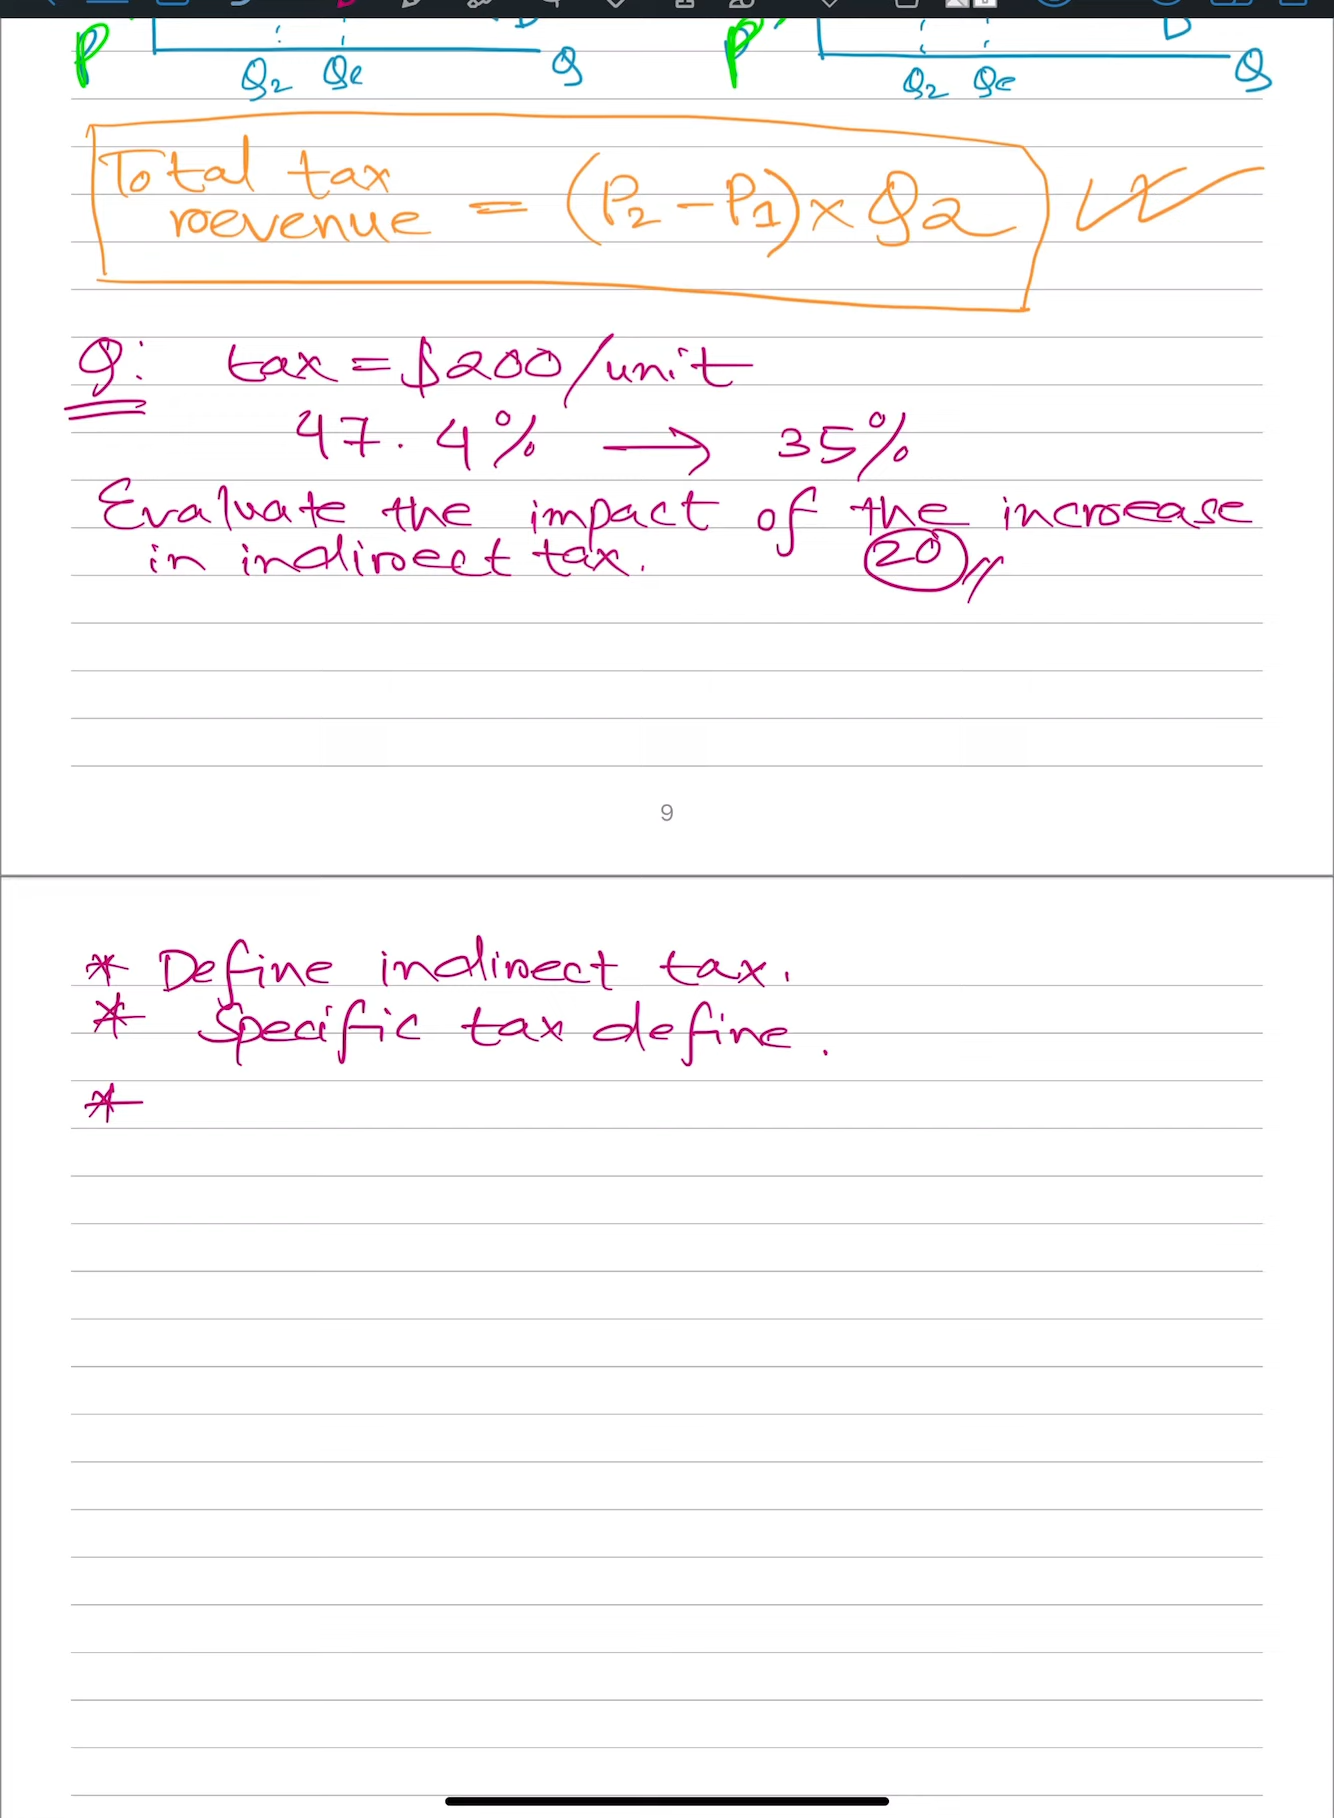 P Q2 Qe Q P Q2 Qe D Q
Total tax
revenue = (P2 - P1) x Q2
Q: tax = $200/unit
47.4% → 35%
Evaluate the impact of the increase
in indirect tax. 20
9
* Define indirect tax.
* Specific tax define.
*